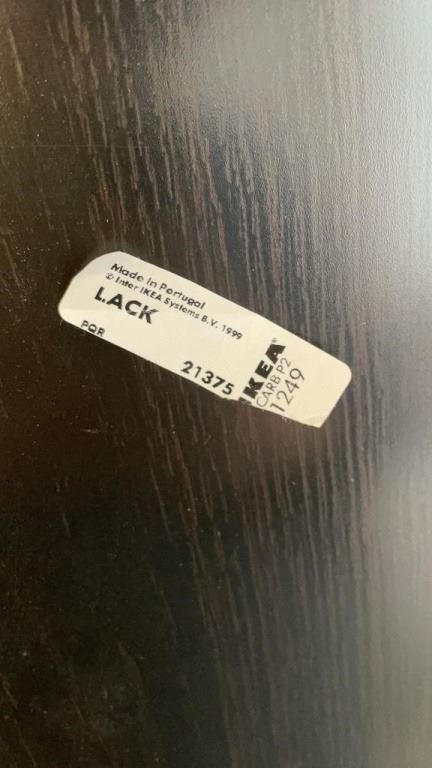 Made in Portugal
© Inter IKEA Systems B.V. 1999
LACK
PQR
21375
IKEA®
CARB P2
1249